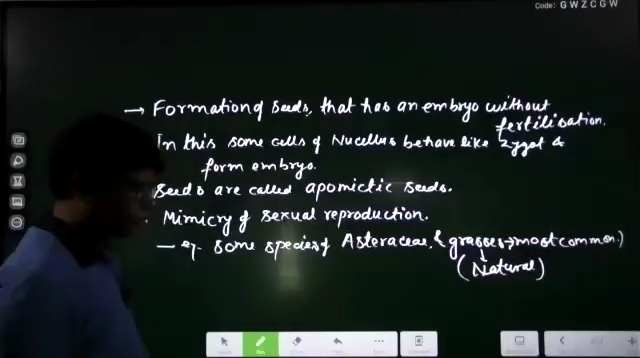 Code: G W Z C G W
→ Formation of seeds, that has an embryo without fertilisation.
In this some cells of Nucellus behave like zygot &
form embryo.
Seeds are called apomictic seeds.
Mimicry of sexual reproduction.
— eg. some species of Asteraceae & grasses → most common.)
(Natural)